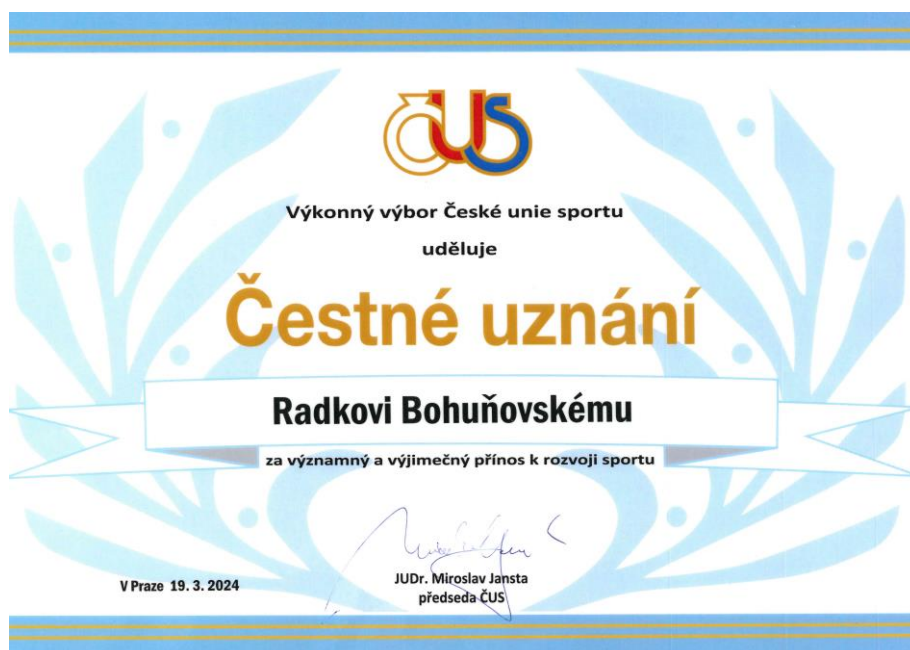 ČUS
Výkonný výbor České unie sportu
uděluje
Čestné uznání
Radkovi Bohuňovskému
za významný a výjimečný přínos k rozvoji sportu
V Praze 19. 3. 2024
JUDr. Miroslav Jansta
předseda ČUS